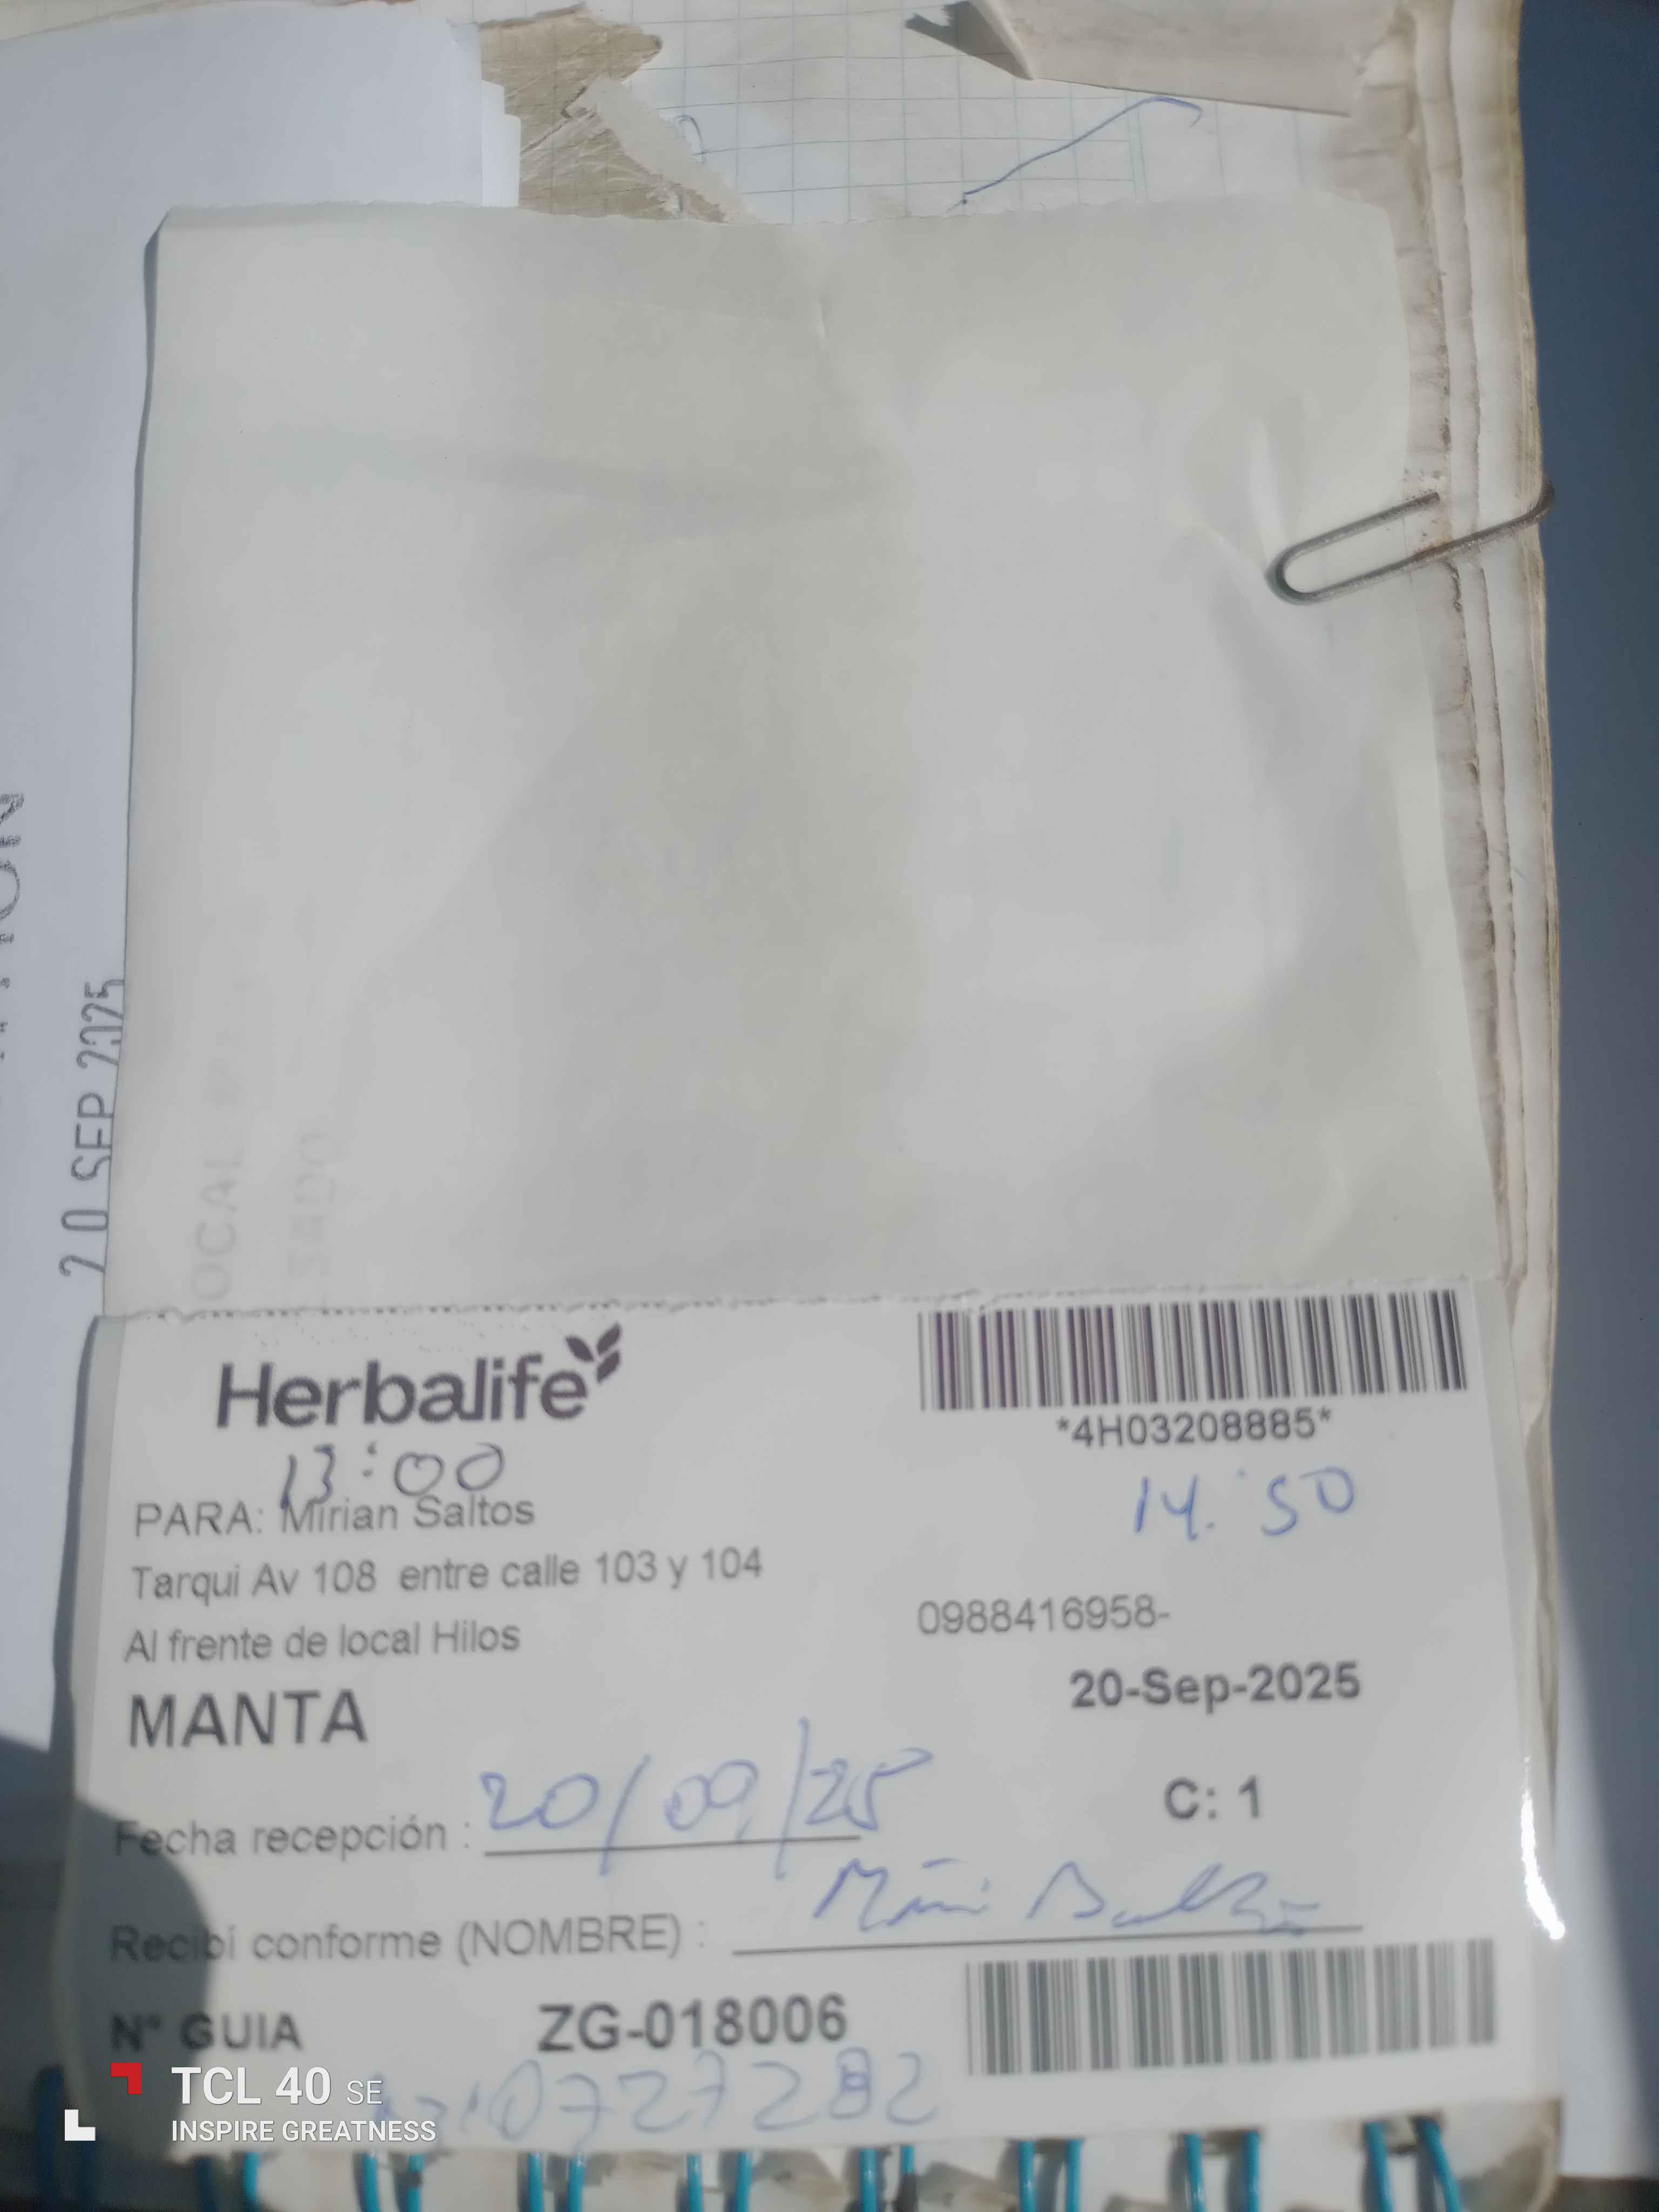 20 SEP 2025
Herbalife
*4H03208885*
13:00
14:50
PARA: Mirian Saltos
Tarqui Av 108 entre calle 103 y 104
0988416958-
Al frente de local Hilos
20-Sep-2025
MANTA
C: 1
Fecha recepción : 20/09/25
Recibí conforme (NOMBRE) :
N° GUIA ZG-018006
TCL 40 SE
INSPIRE GREATNESS